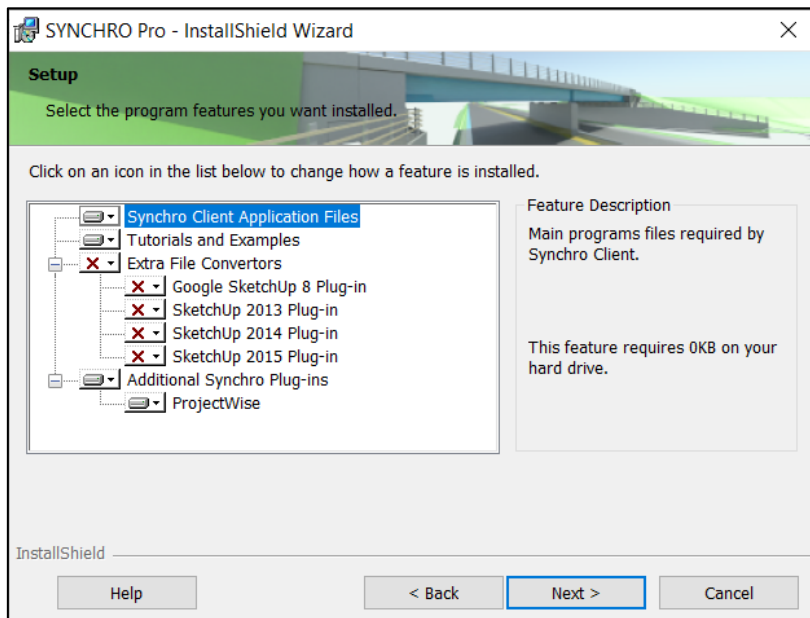 SYNCHRO Pro - InstallShield Wizard
Setup
Select the program features you want installed.
Click on an icon in the list below to change how a feature is installed.
Synchro Client Application Files
Tutorials and Examples
Extra File Convertors
Google SketchUp 8 Plug-in
SketchUp 2013 Plug-in
SketchUp 2014 Plug-in
SketchUp 2015 Plug-in
Additional Synchro Plug-ins
ProjectWise
Feature Description
Main programs files required by
Synchro Client.
This feature requires 0KB on your
hard drive.
InstallShield
Help
< Back
Next >
Cancel